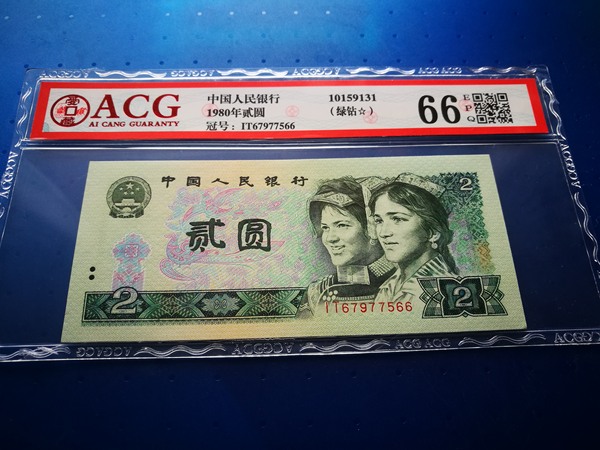 ACG
AI CANG GUARANTY
中国人民银行
1980年贰圆
冠号: IT67977566
10159131
(绿钻☆)
66
EPQ
中国人民银行
贰圆
2
2
2
IT67977566